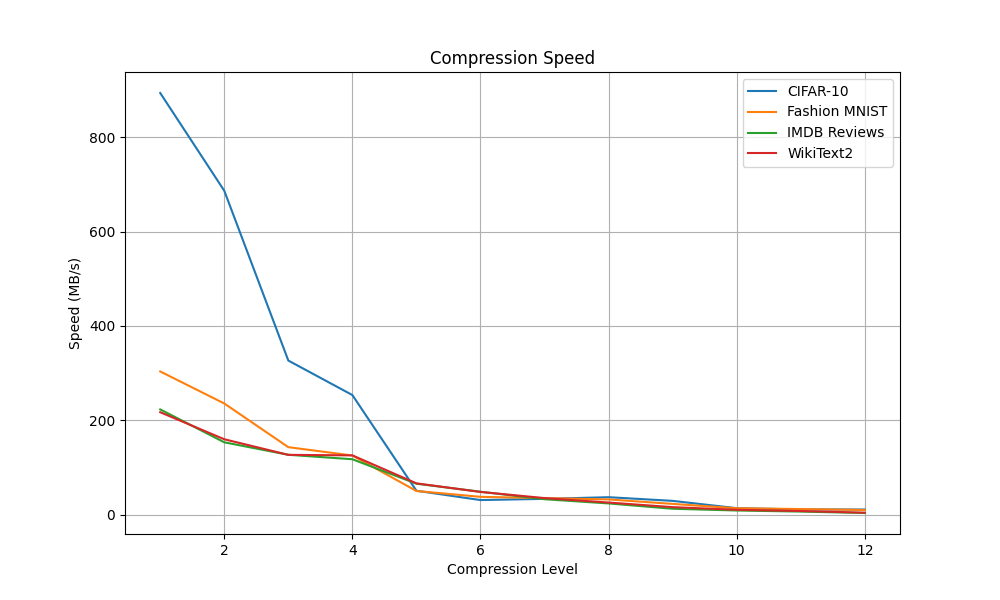 Compression Speed
CIFAR-10
Fashion MNIST
IMDB Reviews
WikiText2
800
600
400
200
0
Speed (MB/s)
2 4 6 8 10 12
Compression Level